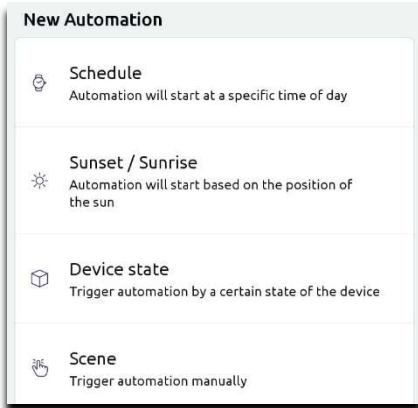 New Automation
Schedule
Automation will start at a specific time of day
Sunset / Sunrise
Automation will start based on the position of
the sun
Device state
Trigger automation by a certain state of the device
Scene
Trigger automation manually